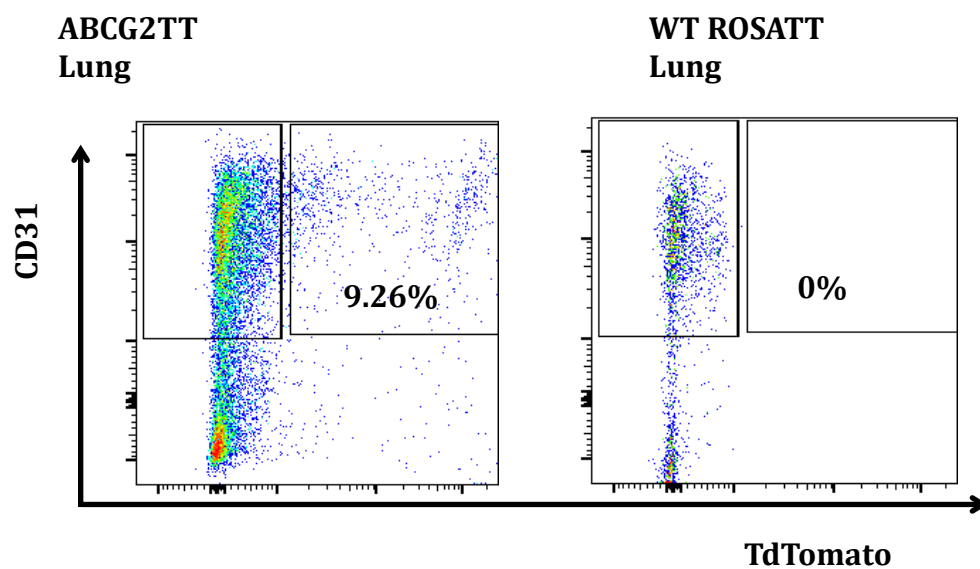 ABCG2TT
Lung
WT ROSATT
Lung
CD31
9.26%
0%
TdTomato